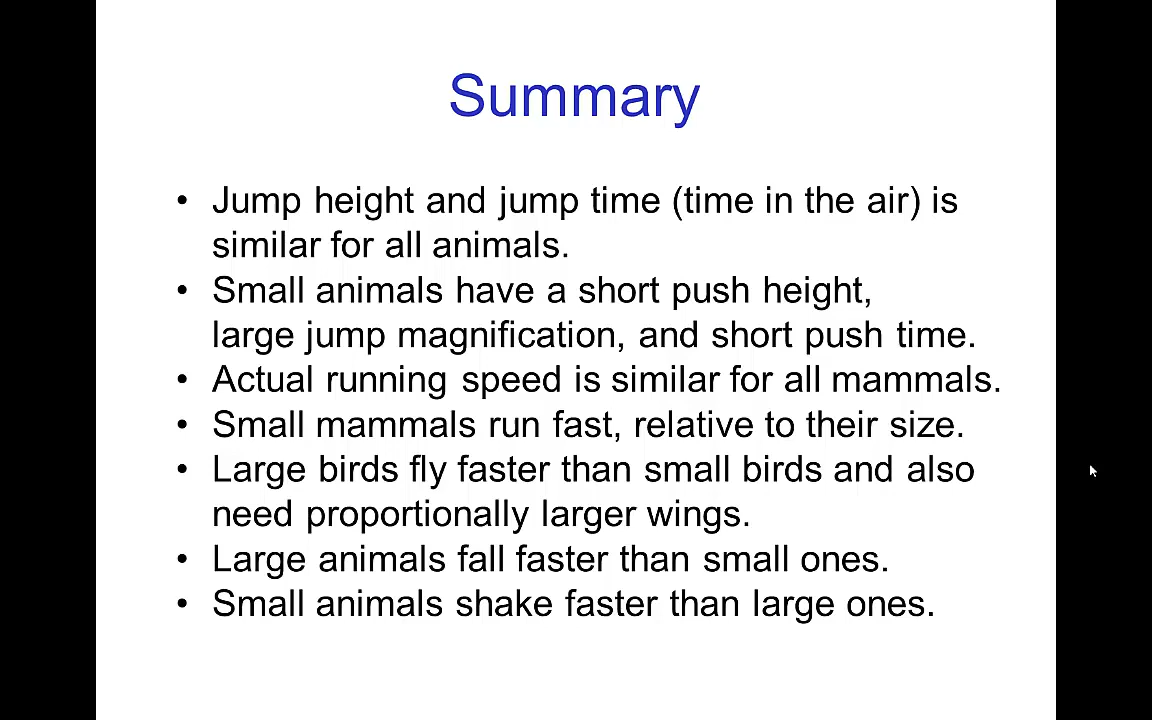 Summary
• Jump height and jump time (time in the air) is
similar for all animals.
• Small animals have a short push height,
large jump magnification, and short push time.
• Actual running speed is similar for all mammals.
• Small mammals run fast, relative to their size.
• Large birds fly faster than small birds and also
need proportionally larger wings.
• Large animals fall faster than small ones.
• Small animals shake faster than large ones.